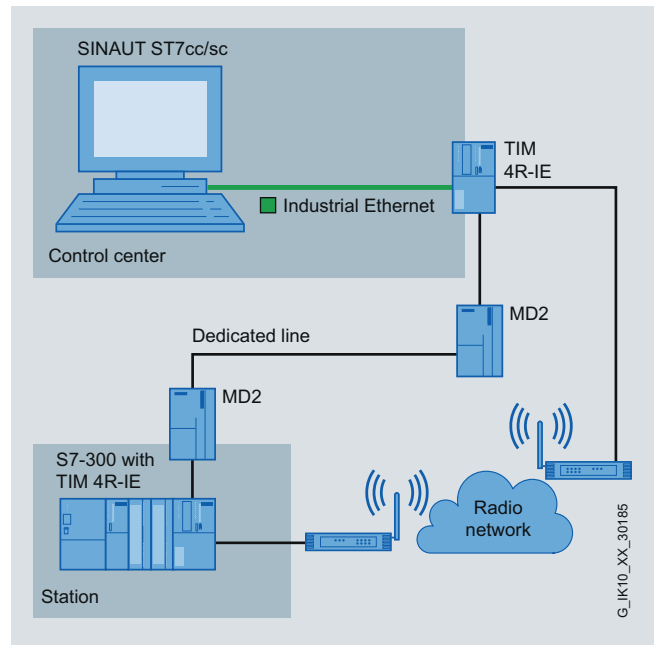 SINAUT ST7cc/sc
TIM
4R-IE
Industrial Ethernet
Control center
MD2
Dedicated line
MD2
S7-300 with
TIM 4R-IE
Radio
network
Station
G_IK10_XX_30185